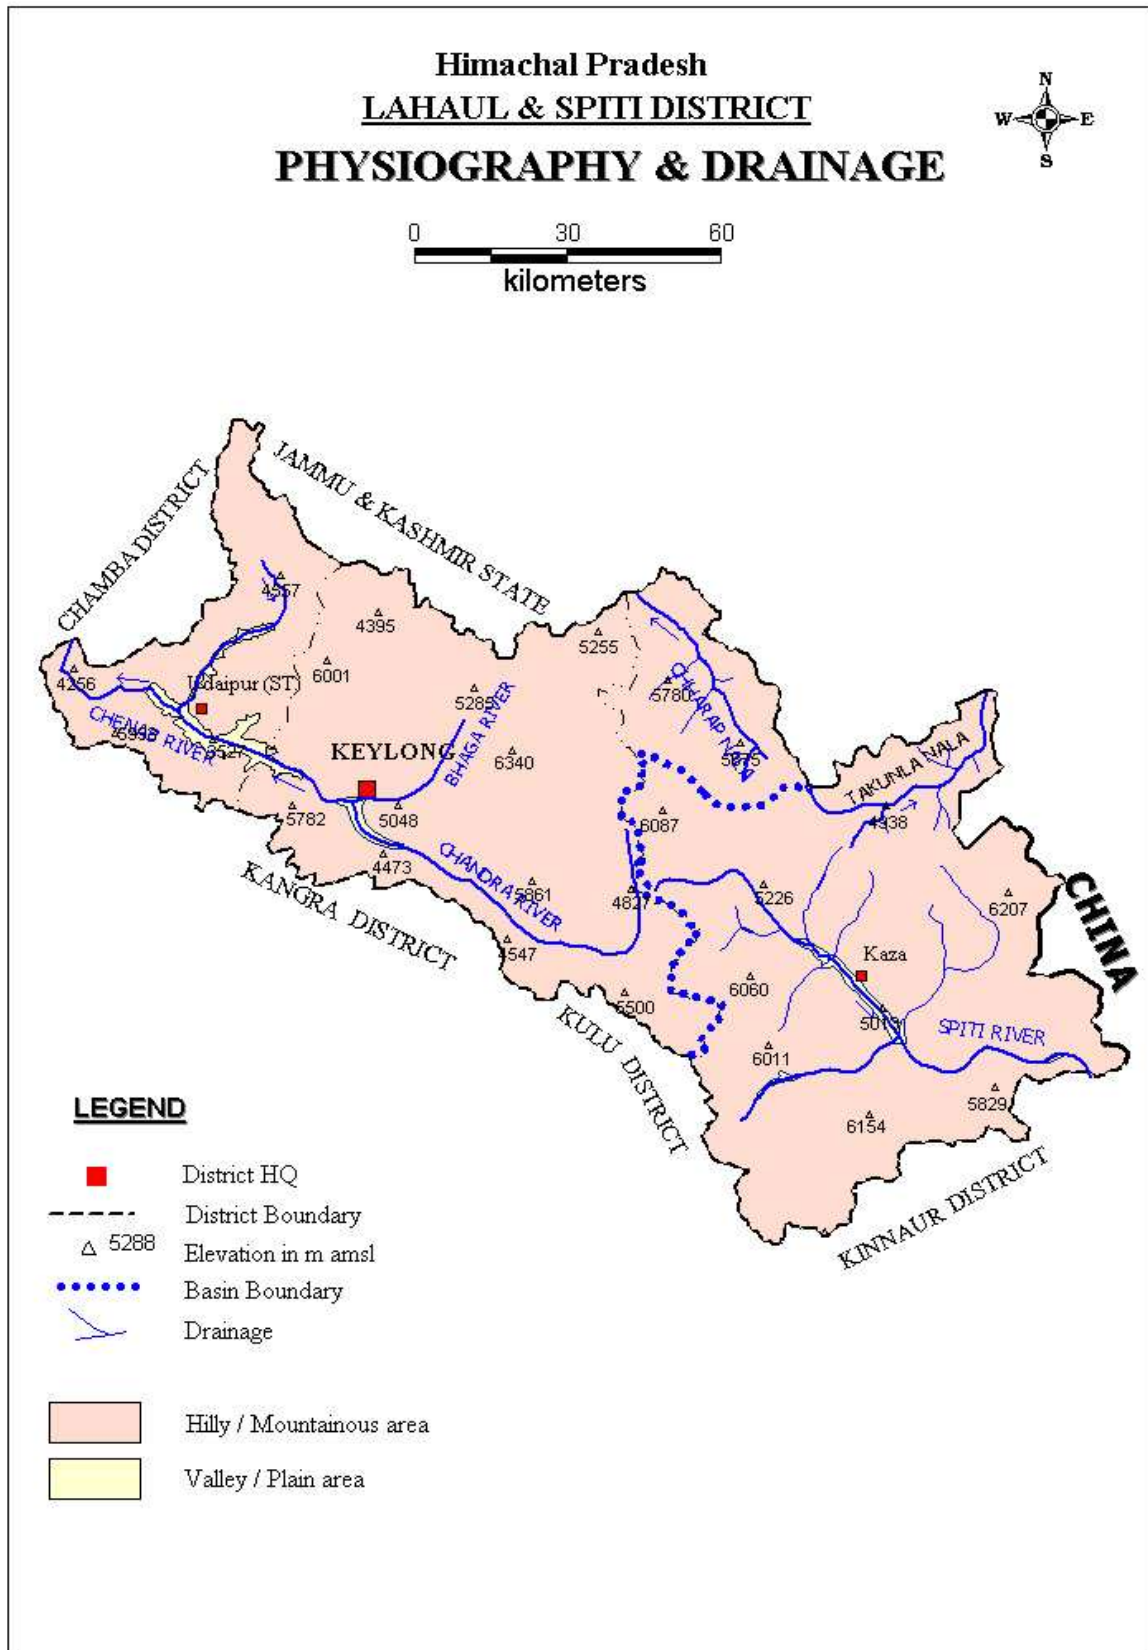 Himachal Pradesh
LAHAUL & SPITI DISTRICT
PHYSIOGRAPHY & DRAINAGE
N
W E
S
0 30 60
kilometers
JAMMU & KASHMIR STATE
CHAMBA DISTRICT
4557
4395
5255
6001
4256
Udaipur (ST)
5285
5780
CHENAB RIVER
BHAGA RIVER
KEYLONG
6340
TAKUNLA NALA
5782
5048
6087
4938
4473
CHANDRA RIVER
KANGRA DISTRICT
5861
4827
5226
6207
CHINA
4547
Kaza
6060
5500
KULU DISTRICT
6011
SPITI RIVER
5829
6154
KINNAUR DISTRICT
LEGEND
District HQ
District Boundary
5288 Elevation in m amsl
Basin Boundary
Drainage
Hilly / Mountainous area
Valley / Plain area